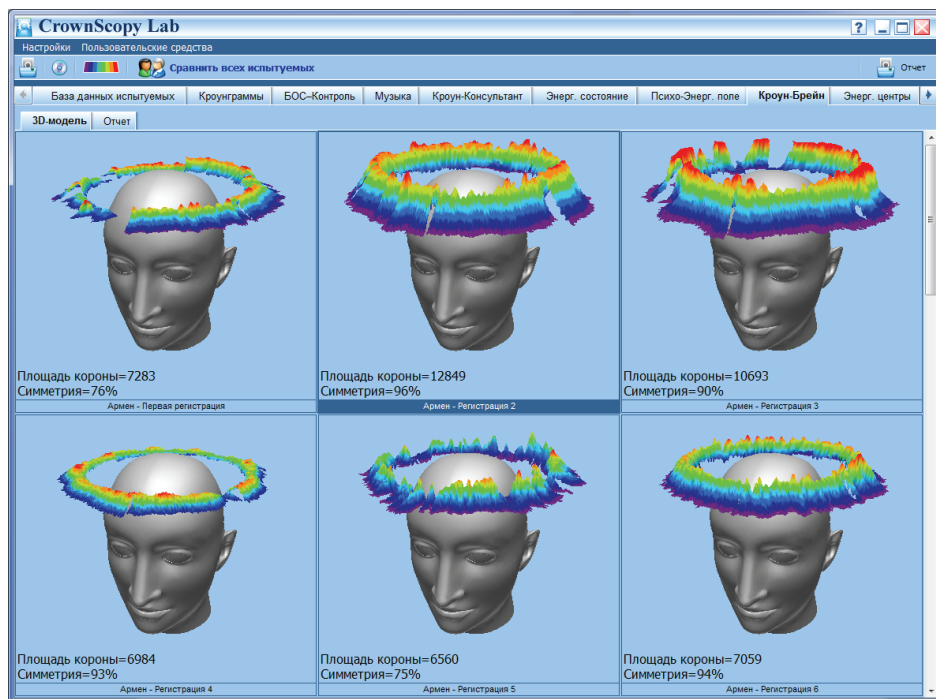 CrownScopy Lab
Настройки Пользовательские средства
Сравнить всех испытуемых Отчет
База данных испытуемых Кроунграммы БОС–Контроль Музыка Кроун-Консультант Энерг. состояние Психо-Энерг. поле Кроун-Брейн Энерг. центры
3D-модель Отчет
Площадь короны=7283
Симметрия=76%
Армен - Первая регистрация
Площадь короны=12849
Симметрия=96%
Армен - Регистрация 2
Площадь короны=10693
Симметрия=90%
Армен - Регистрация 3
Площадь короны=6984
Симметрия=93%
Армен - Регистрация 4
Площадь короны=6560
Симметрия=75%
Армен - Регистрация 5
Площадь короны=7059
Симметрия=94%
Армен - Регистрация 6